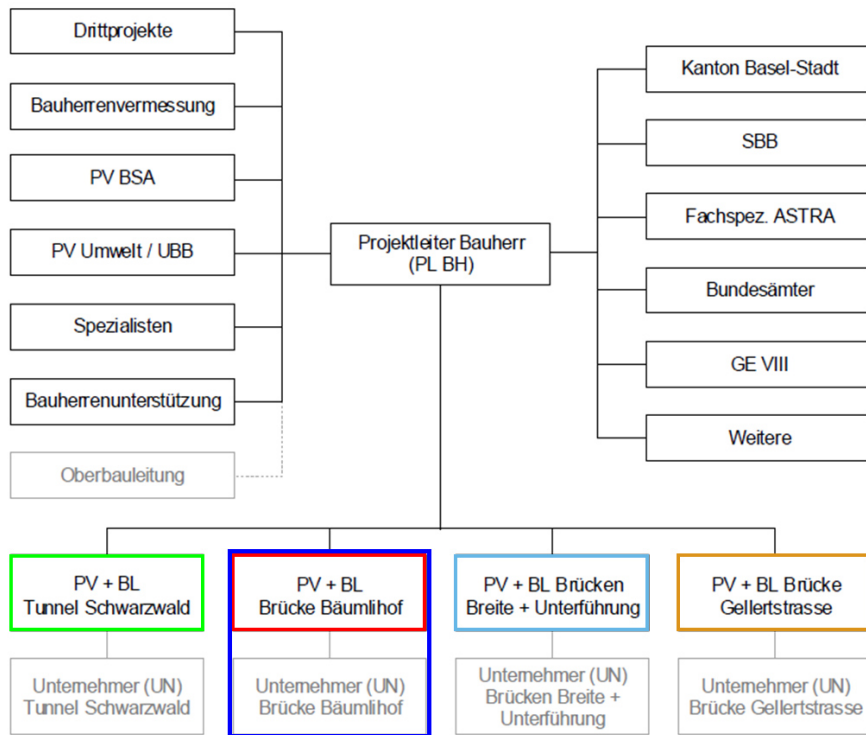 Drittprojekte
Bauherrenvermessung
PV BSA
PV Umwelt / UBB
Spezialisten
Bauherrenunterstützung
Oberbauleitung
Projektleiter Bauherr
(PL BH)
Kanton Basel-Stadt
SBB
Fachspez. ASTRA
Bundesämter
GE VIII
Weitere
PV + BL
Tunnel Schwarzwald
PV + BL
Brücke Bäumlihof
PV + BL Brücken
Breite + Unterführung
PV + BL Brücke
Gellertstrasse
Unternehmer (UN)
Tunnel Schwarzwald
Unternehmer (UN)
Brücke Bäumlihof
Unternehmer (UN)
Brücken Breite +
Unterführung
Unternehmer (UN)
Brücke Gellertstrasse